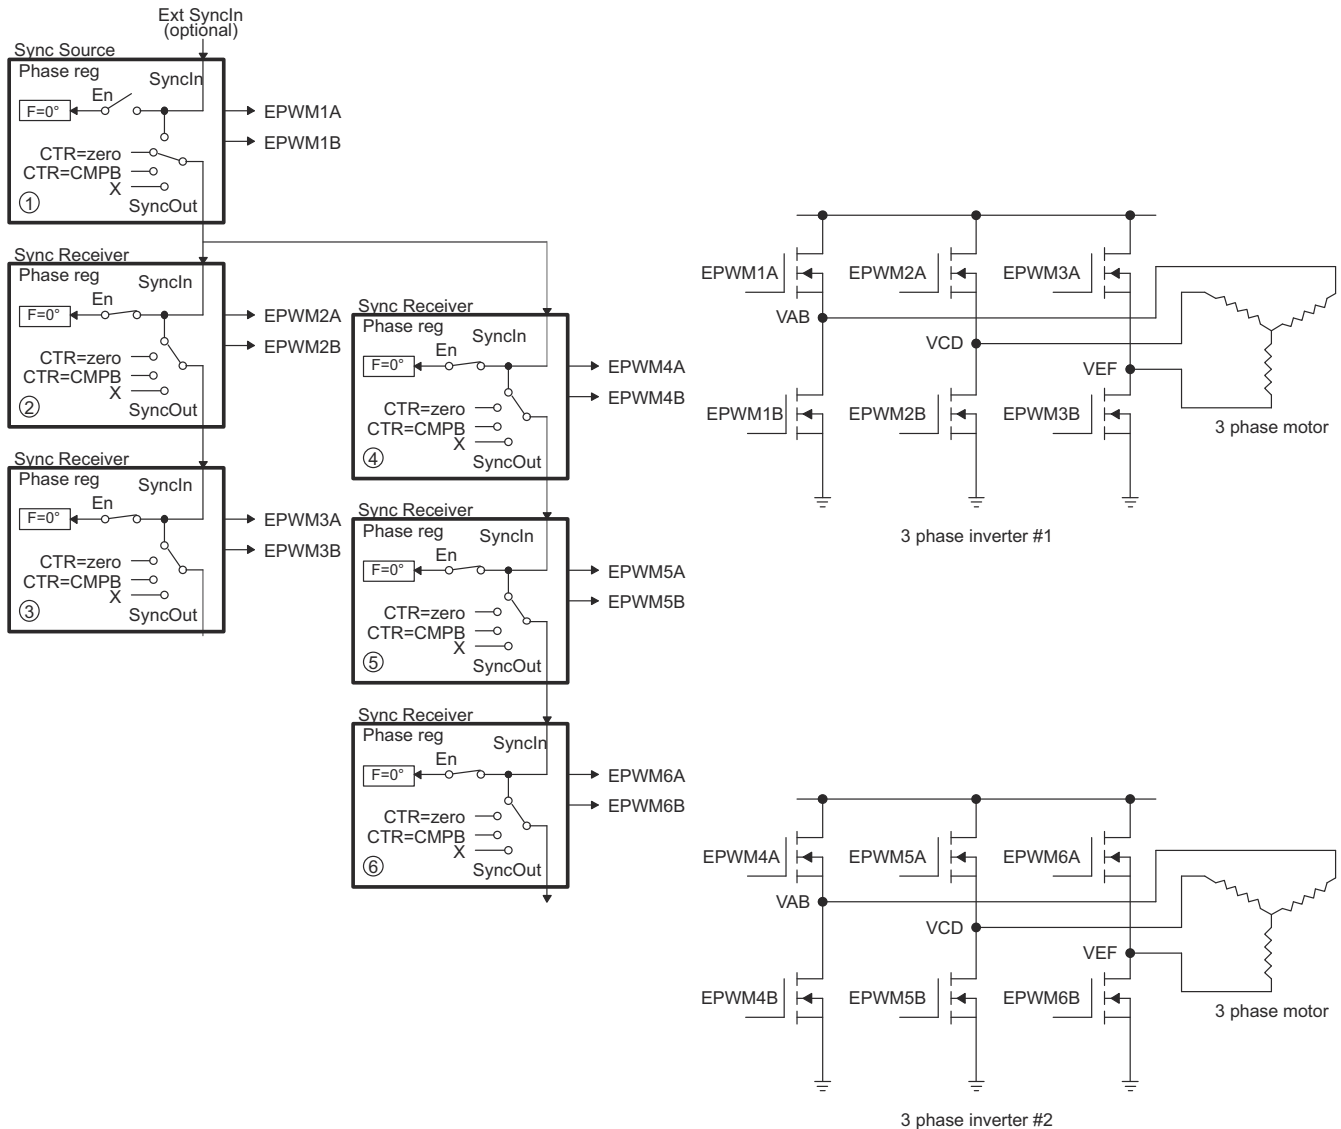 Ext SyncIn
(optional)
Sync Source
Phase reg
SyncIn
En
F=0°
EPWM1A
EPWM1B
CTR=zero
CTR=CMPB
X
1
SyncOut
Sync Receiver
Phase reg
SyncIn
En
F=0°
EPWM2A
EPWM2B
CTR=zero
CTR=CMPB
X
2
SyncOut
Sync Receiver
Phase reg
SyncIn
En
F=0°
EPWM3A
EPWM3B
CTR=zero
CTR=CMPB
X
3
SyncOut
Sync Receiver
Phase reg
SyncIn
En
F=0°
EPWM4A
EPWM4B
CTR=zero
CTR=CMPB
X
4
SyncOut
Sync Receiver
Phase reg
SyncIn
En
F=0°
EPWM5A
EPWM5B
CTR=zero
CTR=CMPB
X
5
SyncOut
Sync Receiver
Phase reg
SyncIn
En
F=0°
EPWM6A
EPWM6B
CTR=zero
CTR=CMPB
X
6
SyncOut
EPWM1A
EPWM2A
EPWM3A
VAB
VCD
VEF
EPWM1B
EPWM2B
EPWM3B
3 phase motor
3 phase inverter #1
EPWM4A
EPWM5A
EPWM6A
VAB
VCD
VEF
EPWM4B
EPWM5B
EPWM6B
3 phase motor
3 phase inverter #2